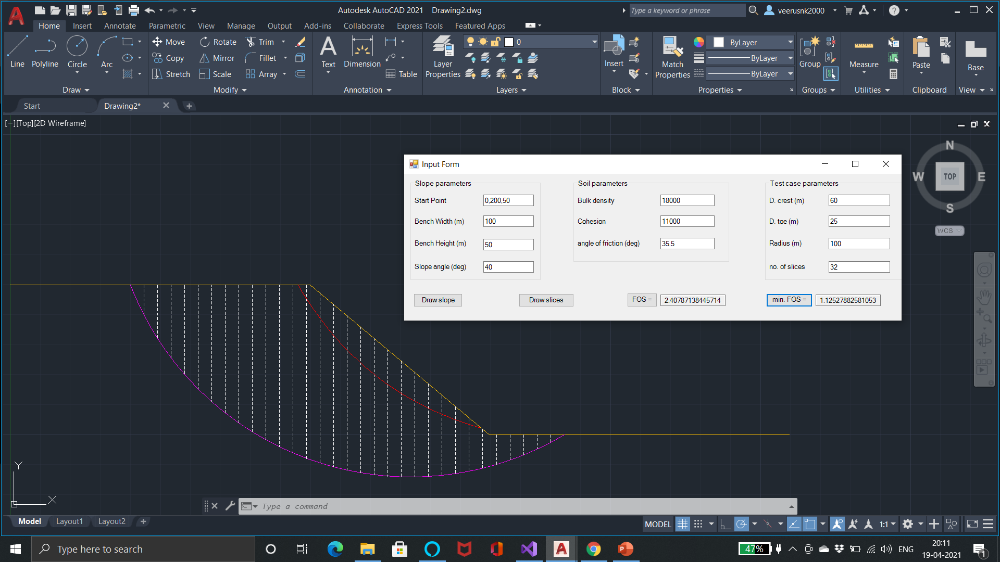 Autodesk AutoCAD 2021 Drawing2.dwg
Type a keyword or phrase
veerusnk2000
Home Insert Annotate Parametric View Manage Output Add-ins Collaborate Express Tools Featured Apps
Line Polyline Circle Arc
Move Rotate Trim
Copy Mirror Fillet
Stretch Scale Array
Text Dimension Table
Layer Properties
0
Insert
Match Properties
ByLayer
ByLayer
ByLayer
Group
Measure
Paste
Base
Draw Modify Annotation Layers Block Properties Groups Utilities Clipboard View
Start Drawing2*
[−][Top][2D Wireframe]
N
W TOP E
S
WCS
Input Form
Slope parameters Soil parameters Test case parameters
Start Point 0,200,50 Bulk density 18000 D. crest (m) 60
Bench Width (m) 100 Cohesion 11000 D. toe (m) 25
Bench Height (m) 50 angle of friction (deg) 35.5 Radius (m) 100
Slope angle (deg) 40 no. of slices 32
Draw slope Draw slices FOS = 2.40787138445714 min. FOS = 1.12527882581053
Y
X
Type a command
Model Layout1 Layout2
MODEL 1:1
Type here to search
47%
ENG
20:11
19-04-2021
1